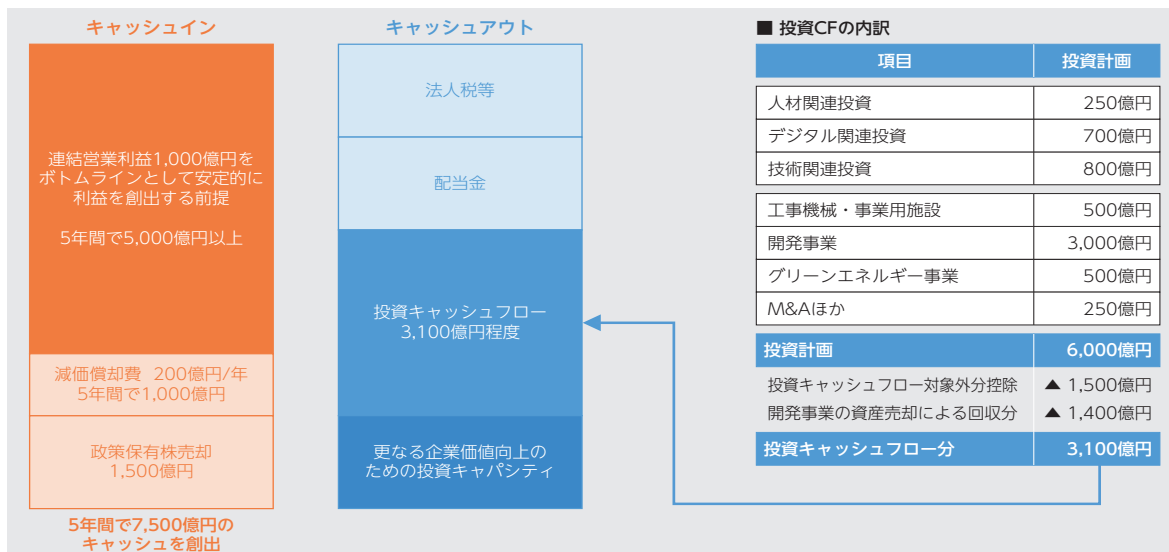 キャッシュイン
連結営業利益1,000億円を
ボトムラインとして安定的に
利益を創出する前提
5年間で5,000億円以上
減価償却費 200億円/年
5年間で1,000億円
政策保有株売却
1,500億円
5年間で7,500億円の
キャッシュを創出
キャッシュアウト
法人税等
配当金
投資キャッシュフロー
3,100億円程度
更なる企業価値向上の
ための投資キャパシティ
■ 投資CFの内訳
項目 投資計画
人材関連投資 250億円
デジタル関連投資 700億円
技術関連投資 800億円
工事機械・事業用施設 500億円
開発事業 3,000億円
グリーンエネルギー事業 500億円
M&Aほか 250億円
投資計画 6,000億円
投資キャッシュフロー対象外分控除 ▲ 1,500億円
開発事業の資産売却による回収分 ▲ 1,400億円
投資キャッシュフロー分 3,100億円